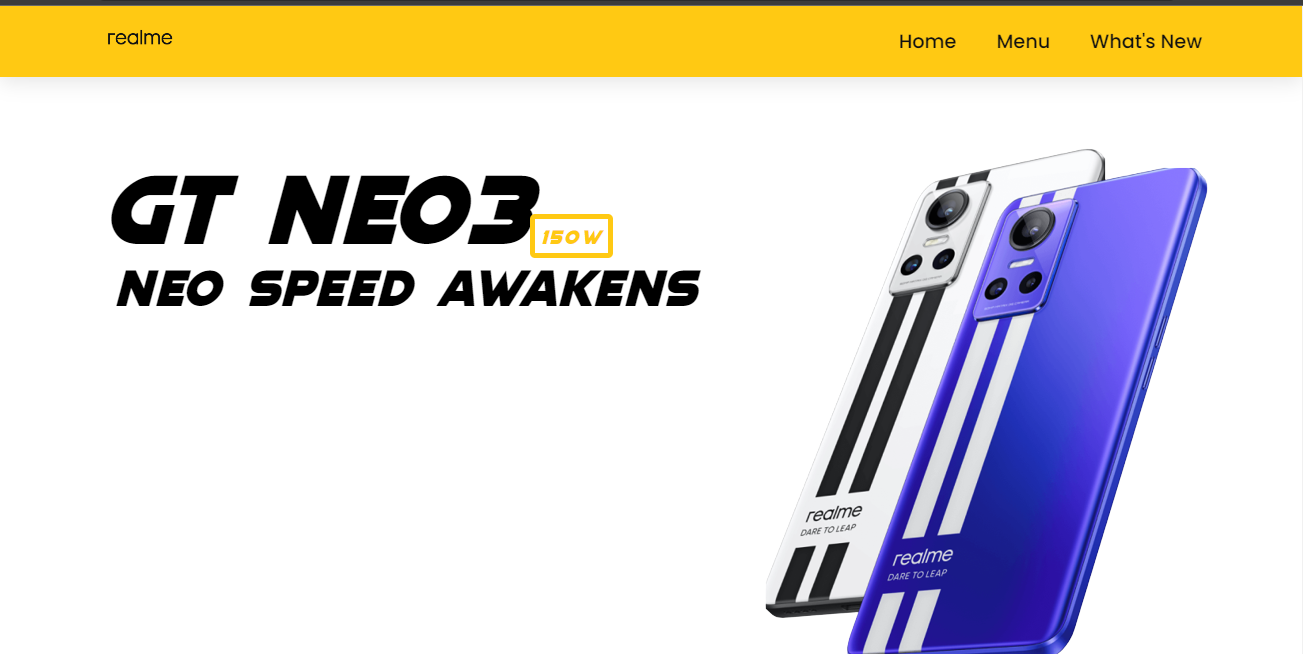 realme
Home Menu What's New
GT NEO3
150W
NEO SPEED AWAKENS
realme
DARE TO LEAP
realme
DARE TO LEAP